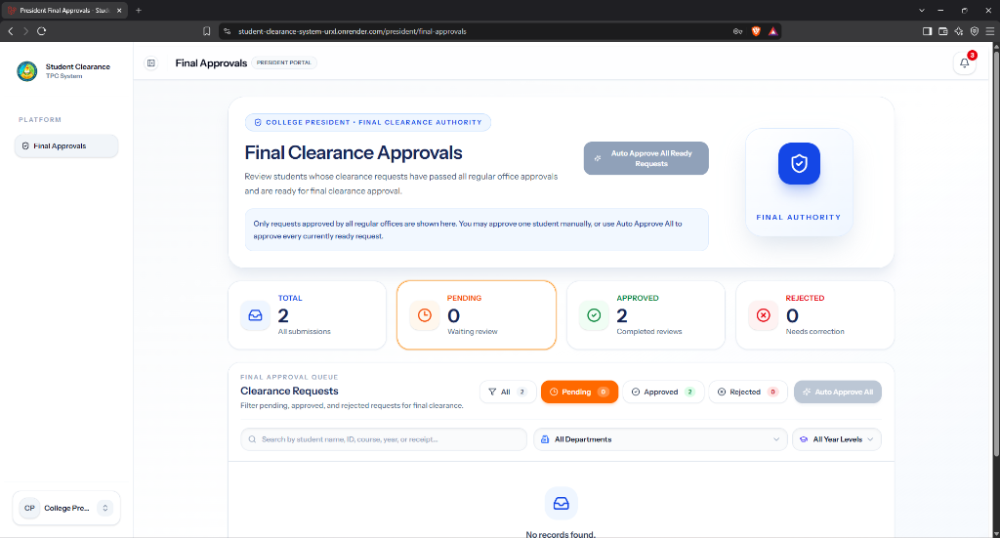 President Final Approvals - Stud
student-clearance-system-urxl.onrender.com/president/final-approvals
Student Clearance
TPC System
Final Approvals
PRESIDENT PORTAL
3
PLATFORM
Final Approvals
COLLEGE PRESIDENT • FINAL CLEARANCE AUTHORITY
Final Clearance Approvals
Review students whose clearance requests have passed all regular office approvals
and are ready for final clearance approval.
Auto Approve All Ready
Requests
Only requests approved by all regular offices are shown here. You may approve one student manually, or use Auto Approve All to
approve every currently ready request.
FINAL AUTHORITY
TOTAL
2
All submissions
PENDING
0
Waiting review
APPROVED
2
Completed reviews
REJECTED
0
Needs correction
FINAL APPROVAL QUEUE
Clearance Requests
Filter pending, approved, and rejected requests for final clearance.
All 2
Pending 0
Approved 2
Rejected 0
Auto Approve All
Search by student name, ID, course, year, or receipt...
All Departments
All Year Levels
No records found.
CP College Pre...